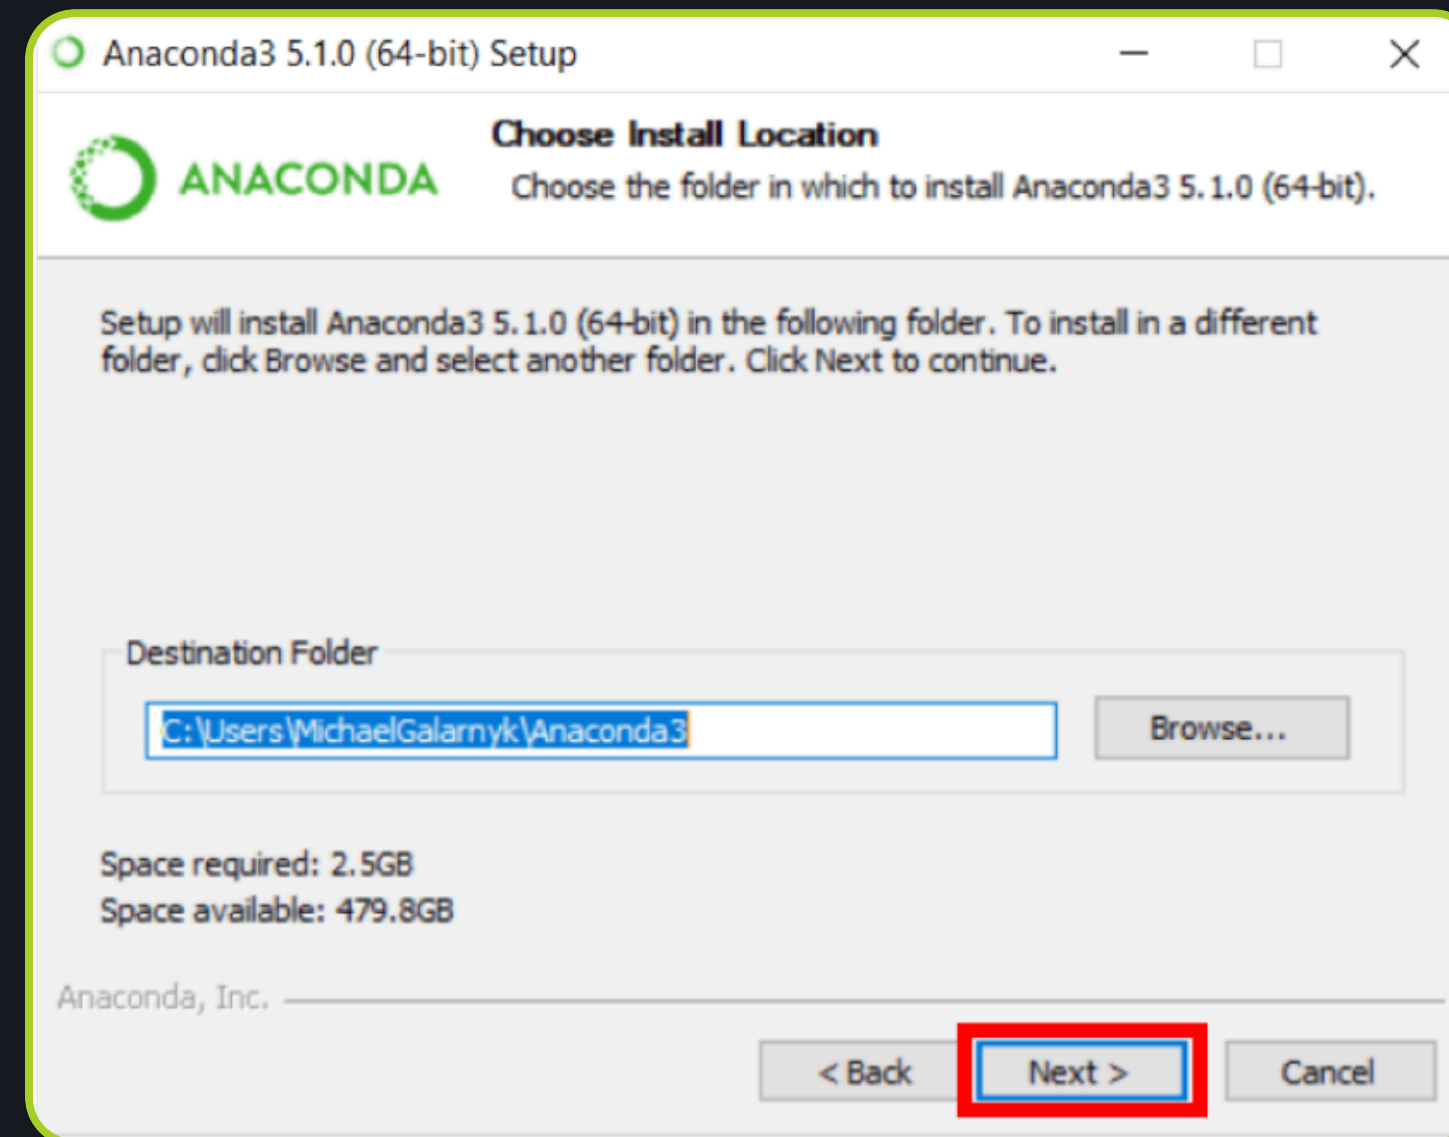 Anaconda3 5.1.0 (64-bit) Setup
ANACONDA
Choose Install Location
Choose the folder in which to install Anaconda3 5.1.0 (64-bit).
Setup will install Anaconda3 5.1.0 (64-bit) in the following folder. To install in a different
folder, click Browse and select another folder. Click Next to continue.
Destination Folder
C:\Users\MichaelGalarnyk\Anaconda3
Browse...
Space required: 2.5GB
Space available: 479.8GB
Anaconda, Inc.
< Back
Next >
Cancel